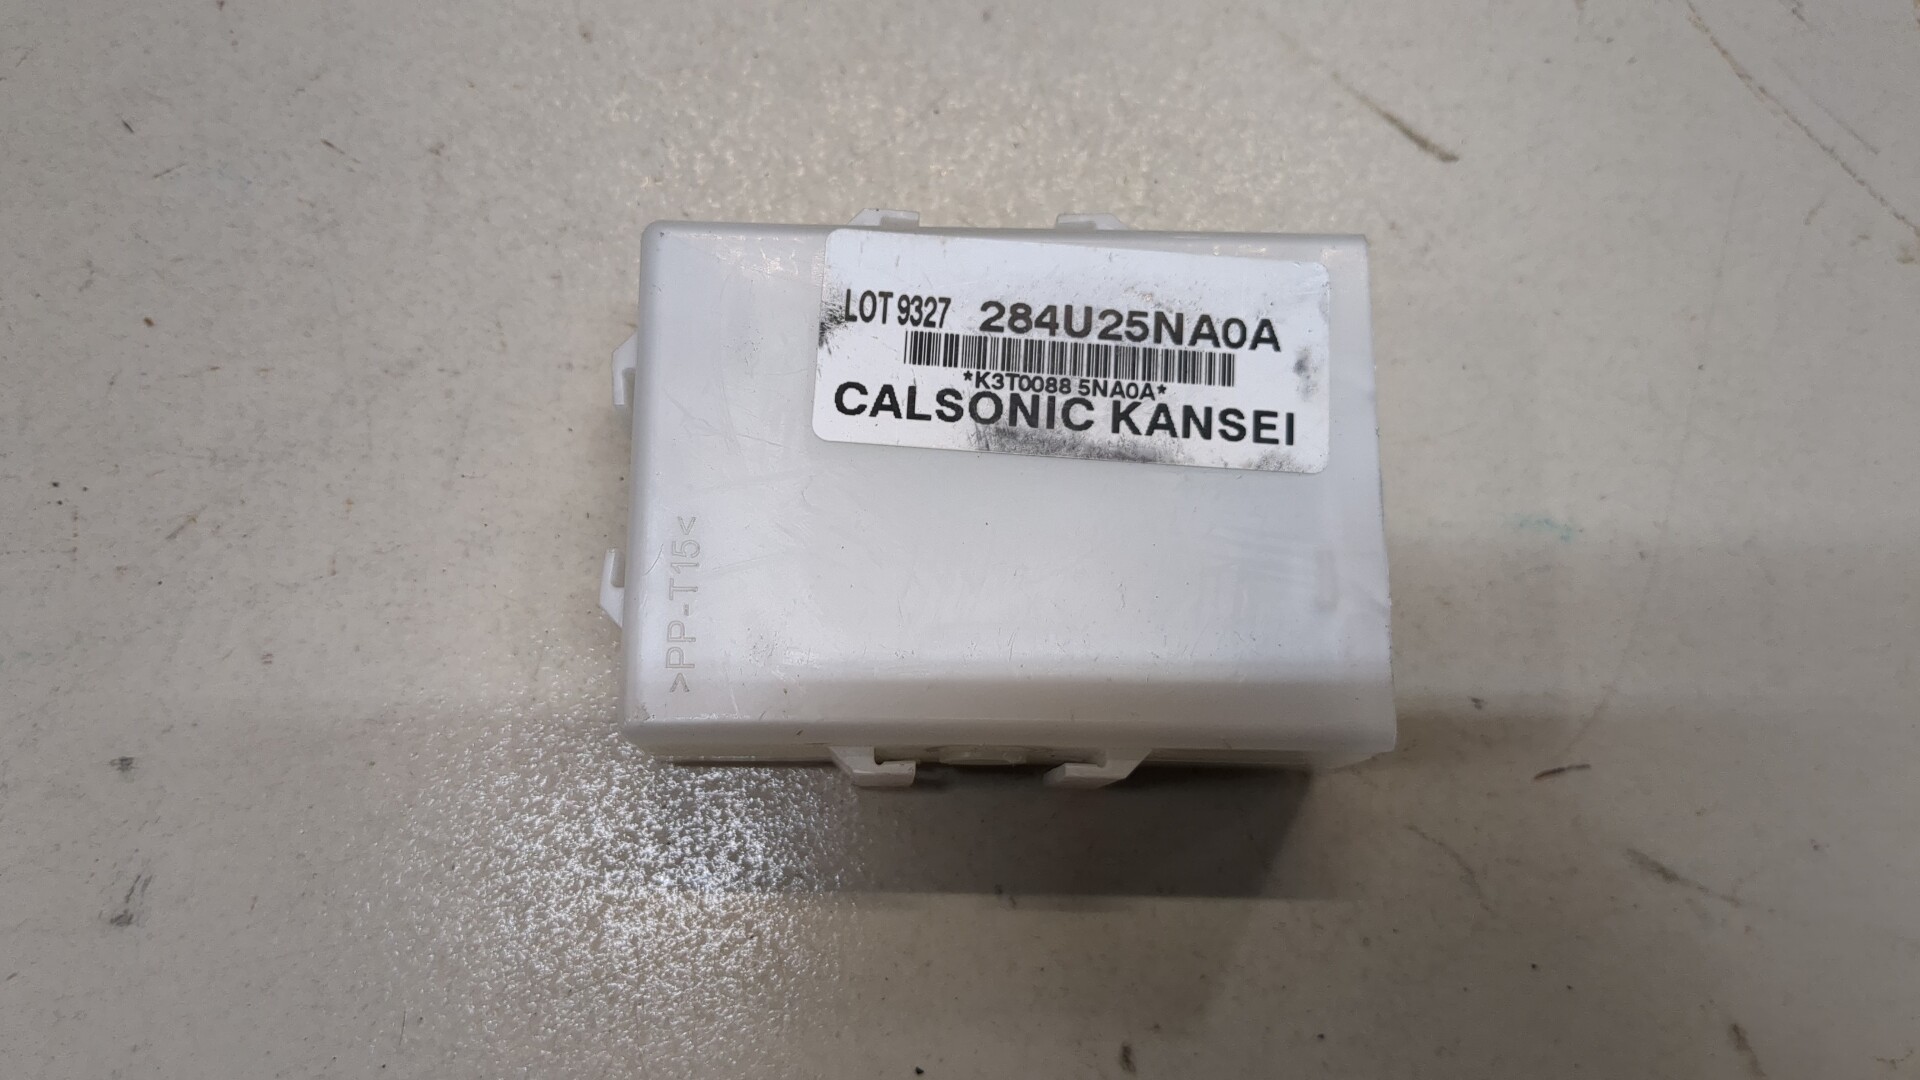 LOT 9327 284U25NA0A
*K3T0088 5NA0A*
CALSONIC KANSEI
>PP-T15<